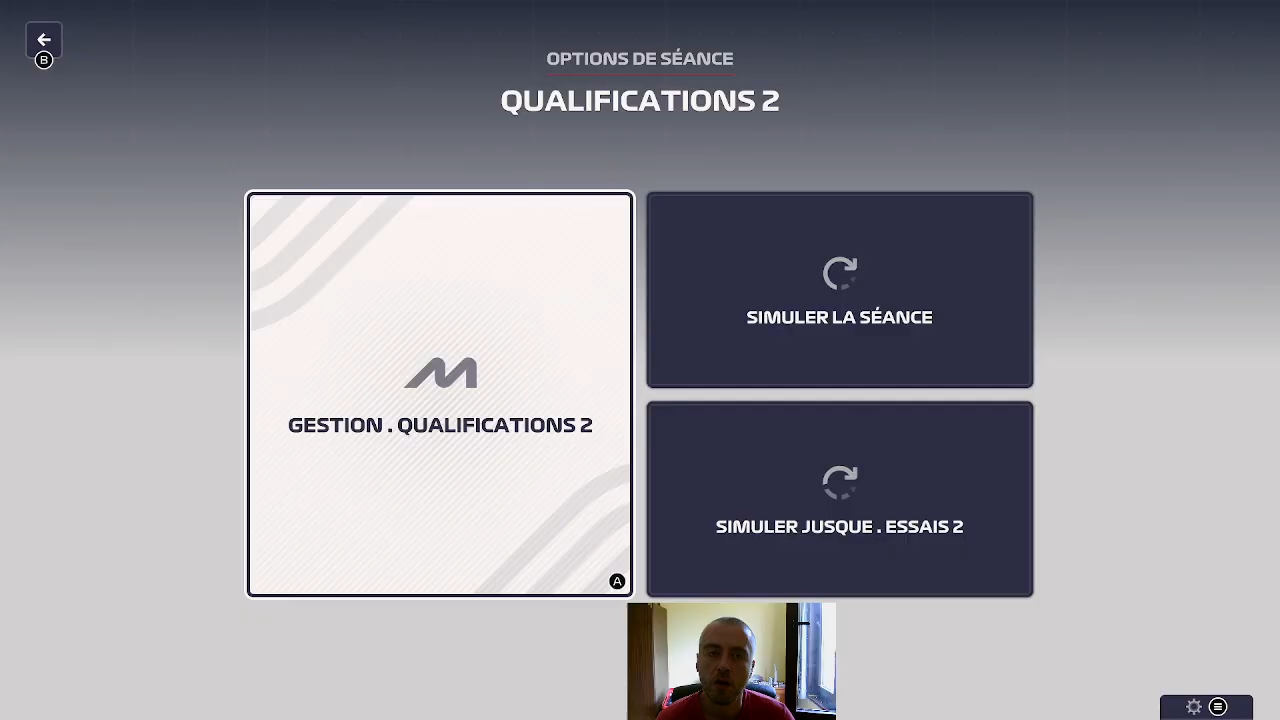 B
OPTIONS DE SÉANCE
QUALIFICATIONS 2
GESTION . QUALIFICATIONS 2
A
SIMULER LA SÉANCE
SIMULER JUSQUE . ESSAIS 2